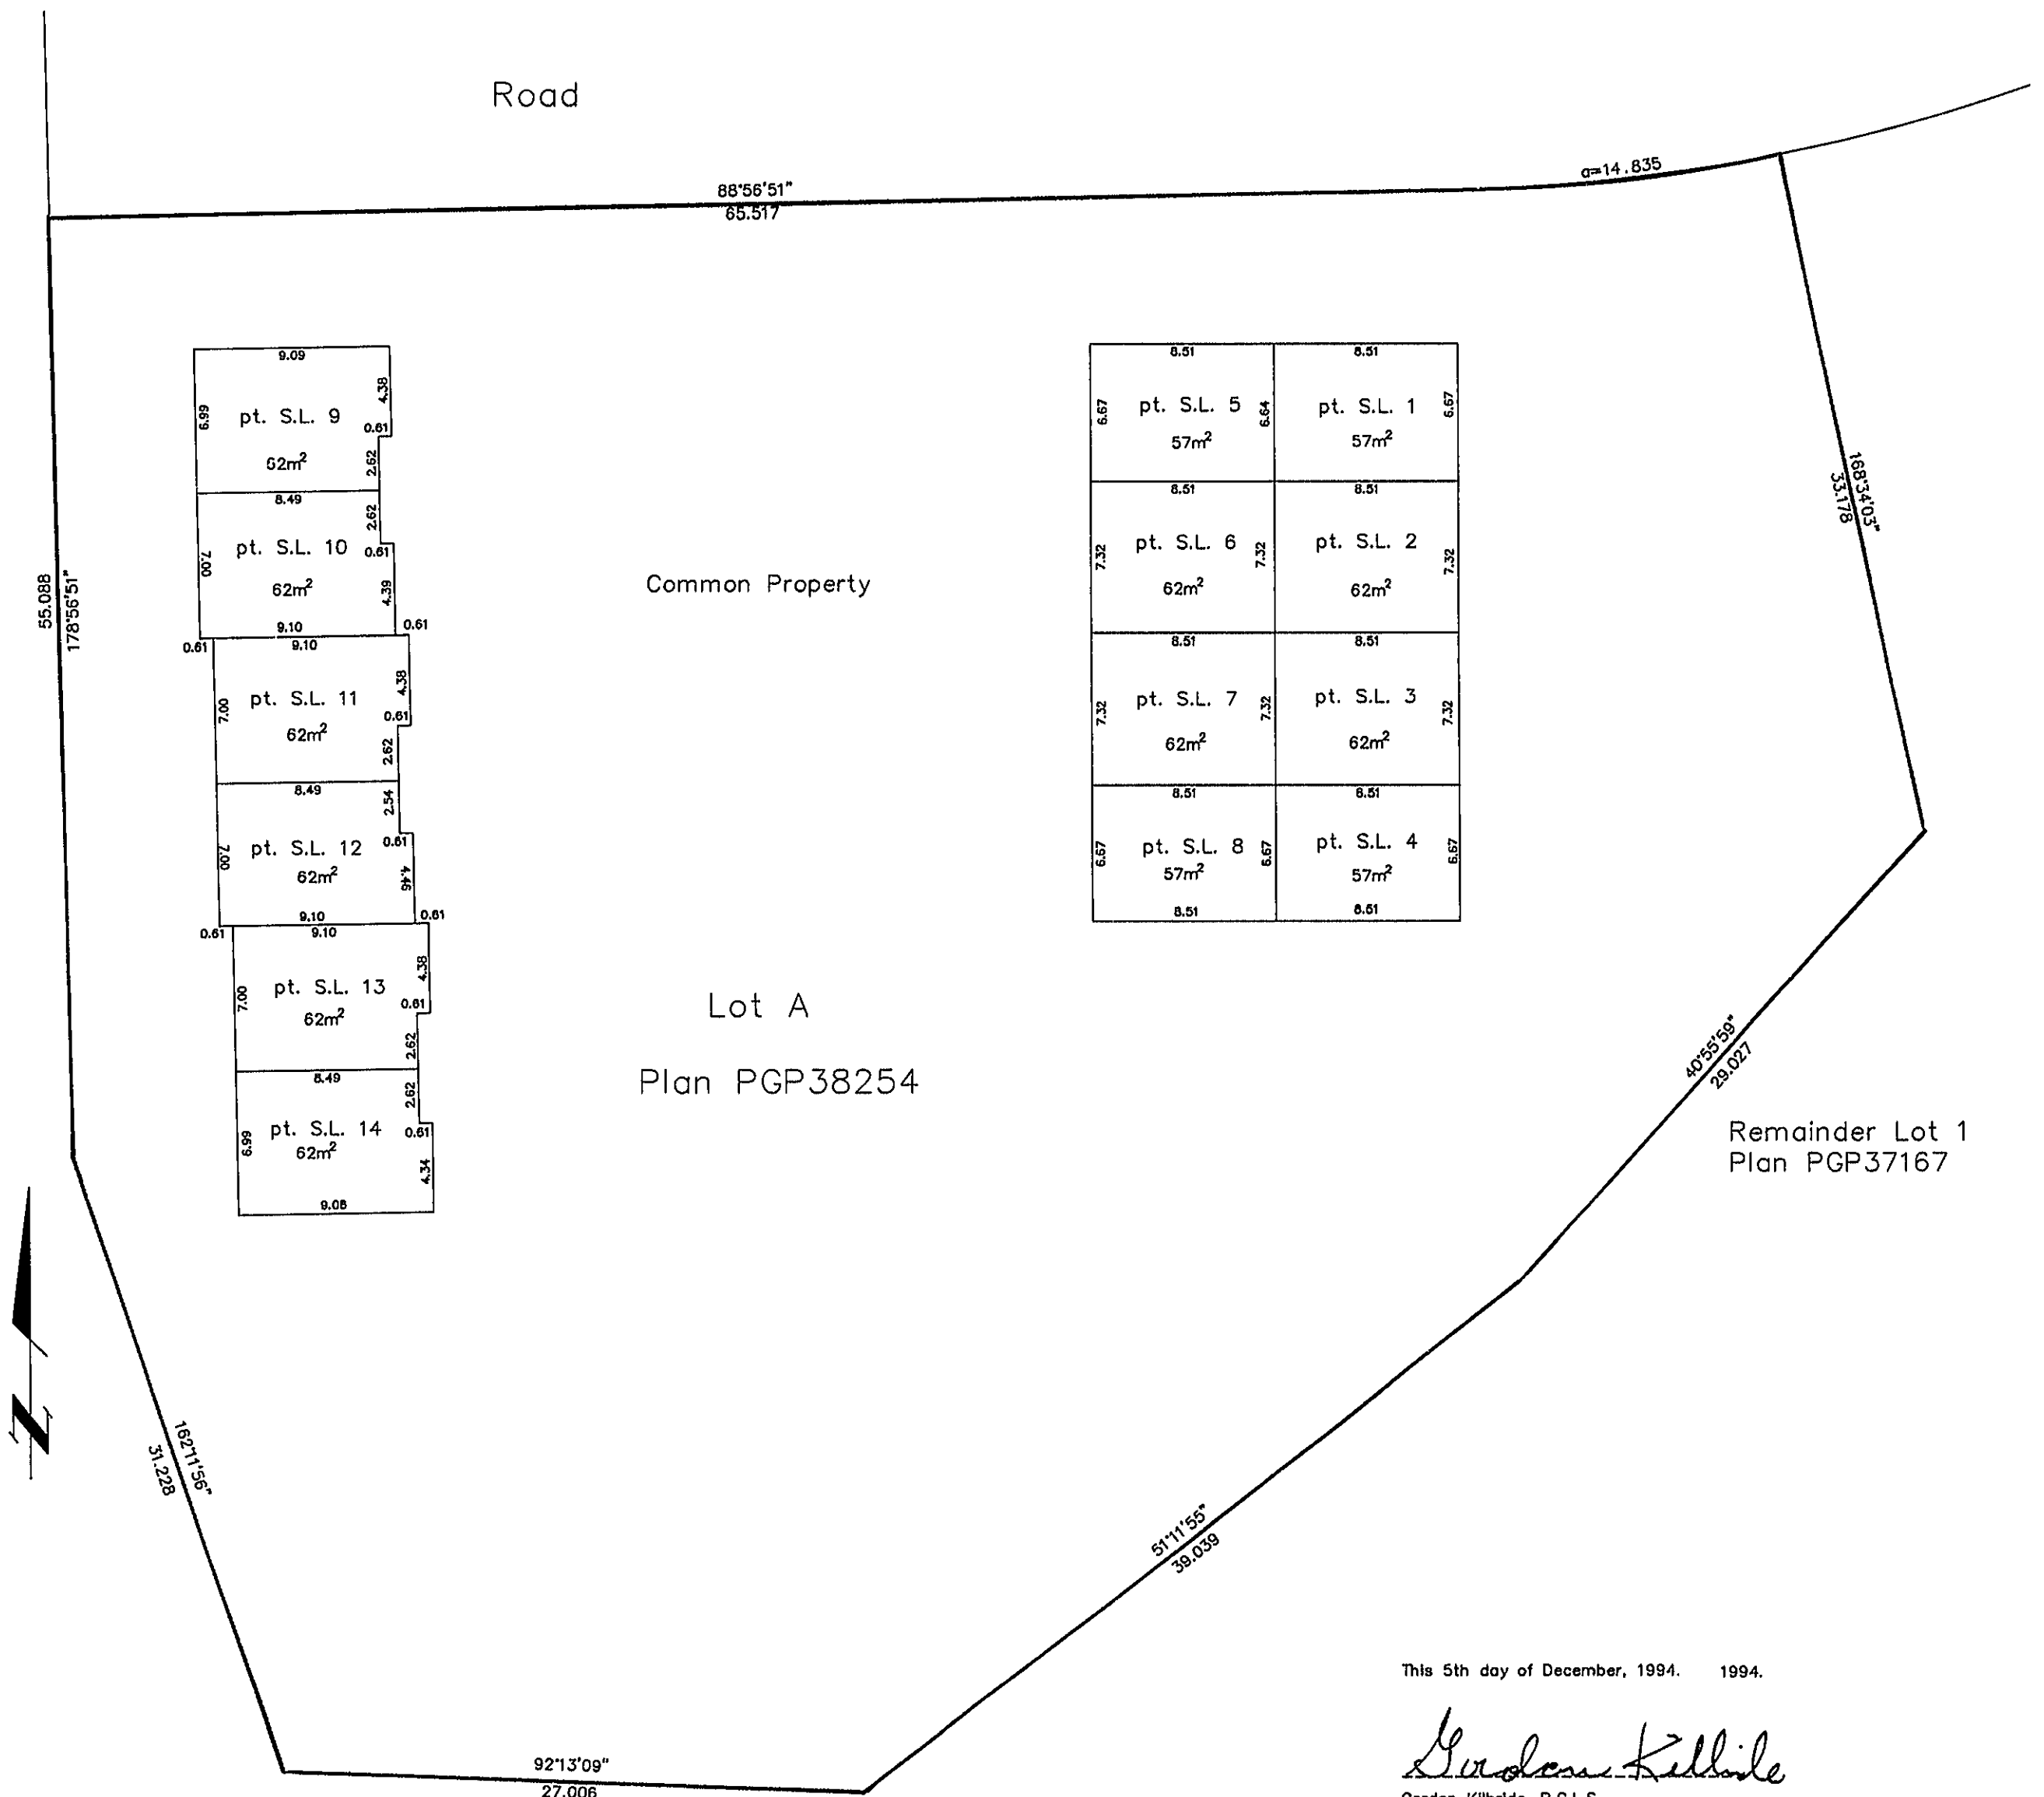 Road
a=14.835
88°56'51"
65.517
9.09
6.99
4.38
pt. S.L. 9
0.61
62m²
2.62
8.49
2.62
pt. S.L. 10
0.61
7.00
62m²
4.39
9.10
0.61
0.61
9.10
4.38
pt. S.L. 11
7.00
0.61
62m²
2.62
8.49
2.54
0.61
pt. S.L. 12
7.00
62m²
4.46
9.10
0.61
0.61
9.10
4.38
pt. S.L. 13
7.00
0.61
62m²
2.62
8.49
2.62
pt. S.L. 14
0.61
6.99
62m²
4.34
9.08
55.088
178°56'51"
Common Property
8.51
8.51
6.67
pt. S.L. 5
6.64
pt. S.L. 1
6.67
57m²
57m²
8.51
8.51
pt. S.L. 6
pt. S.L. 2
7.32
7.32
7.32
62m²
62m²
8.51
8.51
pt. S.L. 7
pt. S.L. 3
7.32
7.32
7.32
62m²
62m²
8.51
8.51
pt. S.L. 8
pt. S.L. 4
6.67
6.67
6.67
57m²
57m²
8.51
8.51
168°34'03"
33.178
Lot A
Plan PGP38254
40°55'59"
29.027
Remainder Lot 1
Plan PGP37167
162°11'56"
31.228
51°11'55"
39.039
N
92°13'09"
27.006
This 5th day of December, 1994. 1994.